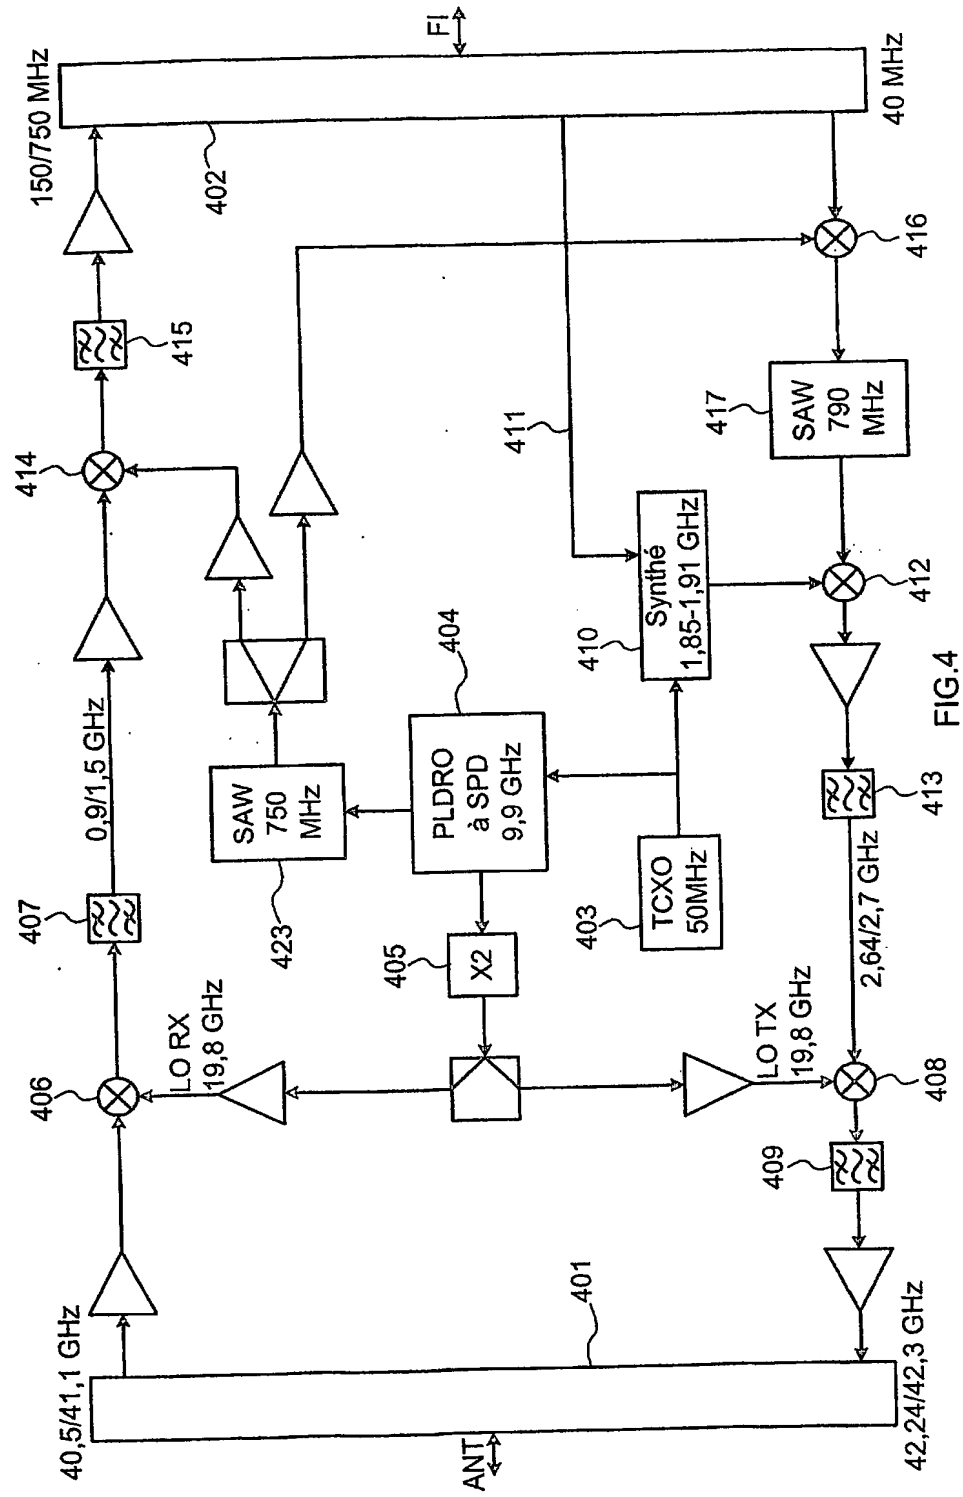 40,5/41,1 GHz
406
407
0,9/1,5 GHz
414
415
150/750 MHz
LO RX
19,8 GHz
423
SAW
750
MHz
402
FI
ANT
405
X2
PLDRO
à SPD
9,9 GHz
404
411
401
403
TCXO
50MHz
410
Synthé
1,85-1,91 GHz
417
SAW
790
MHz
416
40 MHz
LO TX
19,8 GHz
409
408
2,64/2,7 GHz
413
412
42,24/42,3 GHz
FIG.4